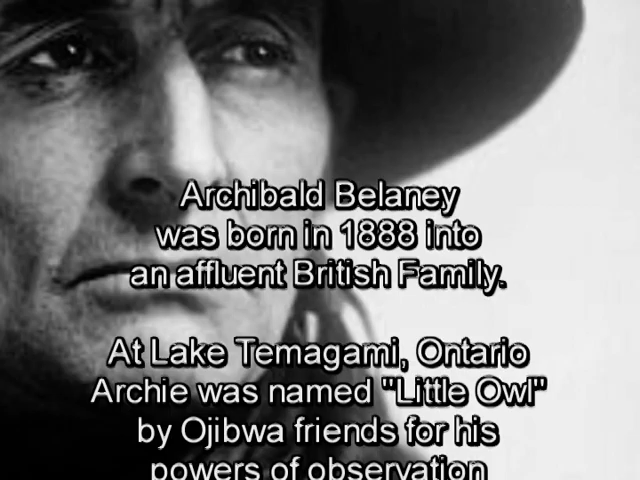 Archibald Belaney
was born in 1888 into
an affluent British Family.
At Lake Temagami, Ontario
Archie was named "Little Owl"
by Ojibwa friends for his
powers of observation